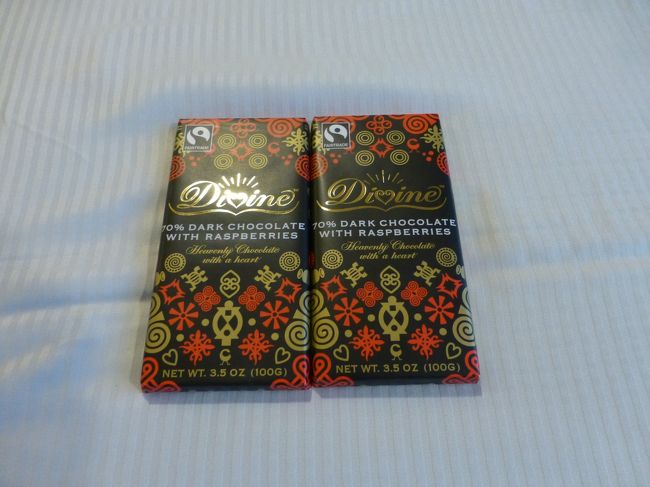 FAIRTRADE
Divine
70% DARK CHOCOLATE
WITH RASPBERRIES
Heavenly Chocolate
with a heart
NET WT. 3.5 OZ (100G)
FAIRTRADE
Divine
70% DARK CHOCOLATE
WITH RASPBERRIES
Heavenly Chocolate
with a heart
NET WT. 3.5 OZ (100G)